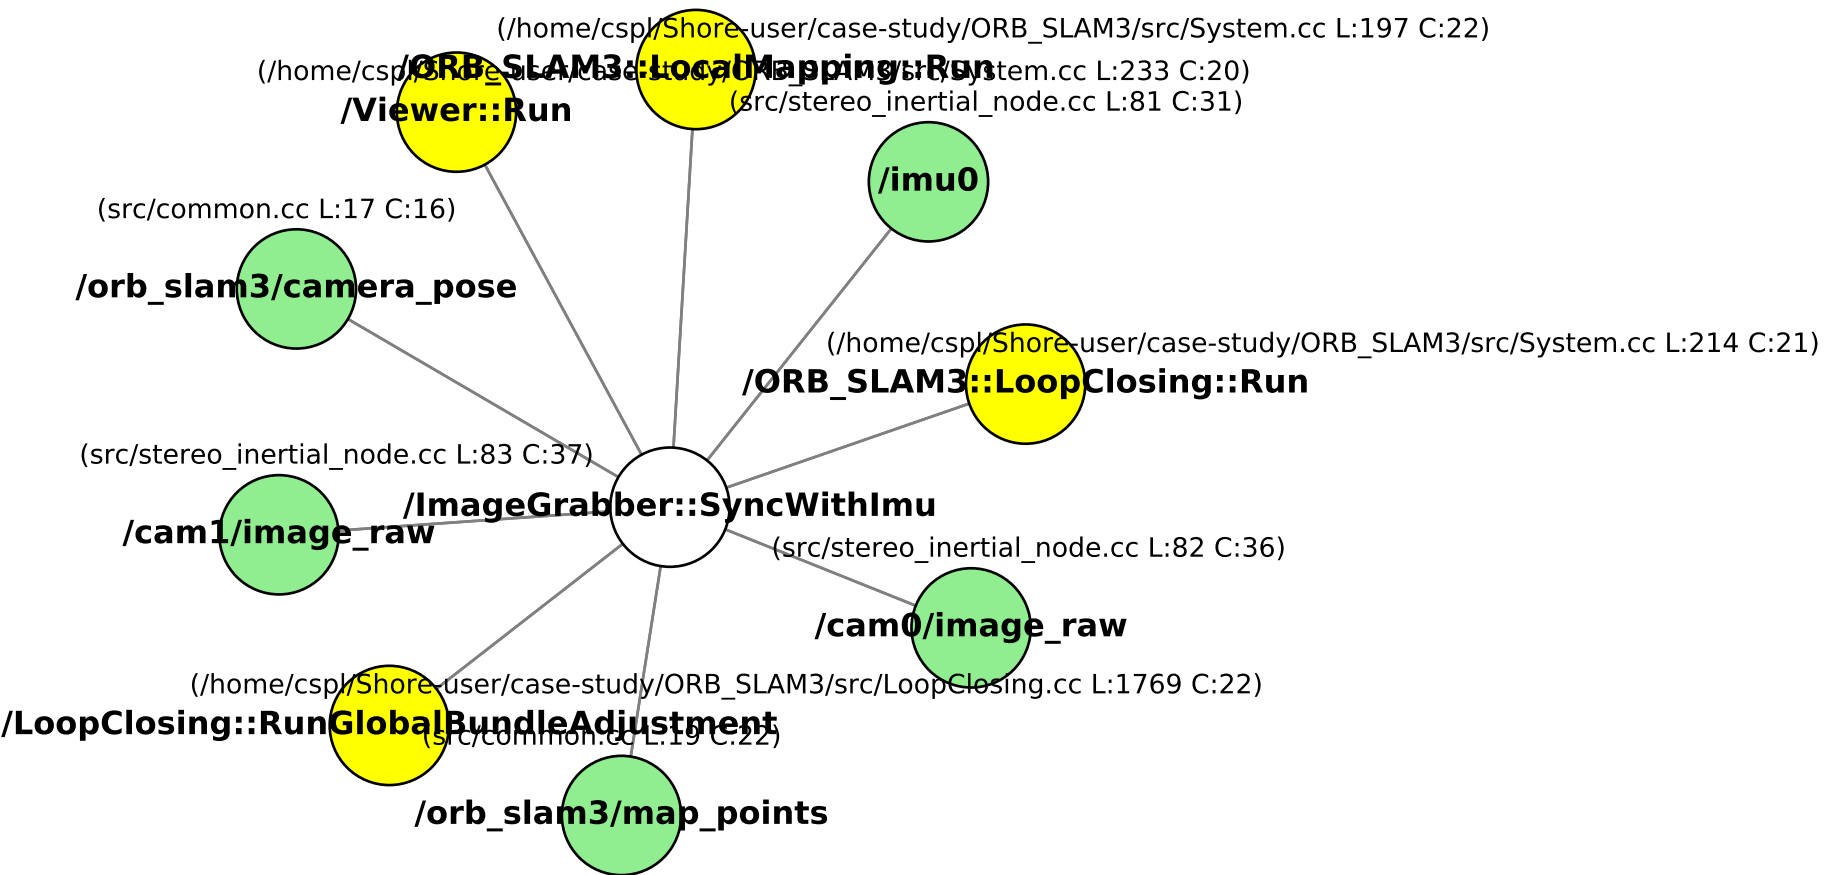 (/home/cspl/Shore-user/case-study/ORB_SLAM3/src/System.cc L:197 C:22)
/ORB_SLAM3::LocalMapping::Run
(/home/cspl/Shore-user/case-study/ORB_SLAM3/src/System.cc L:233 C:20)
/Viewer::Run
(src/stereo_inertial_node.cc L:81 C:31)
/imu0
(src/common.cc L:17 C:16)
/orb_slam3/camera_pose
(/home/cspl/Shore-user/case-study/ORB_SLAM3/src/System.cc L:214 C:21)
/ORB_SLAM3::LoopClosing::Run
(src/stereo_inertial_node.cc L:83 C:37)
/cam1/image_raw
/ImageGrabber::SyncWithImu
(src/stereo_inertial_node.cc L:82 C:36)
/cam0/image_raw
(/home/cspl/Shore-user/case-study/ORB_SLAM3/src/LoopClosing.cc L:1769 C:22)
/LoopClosing::RunGlobalBundleAdjustment
(src/common.cc L:19 C:22)
/orb_slam3/map_points